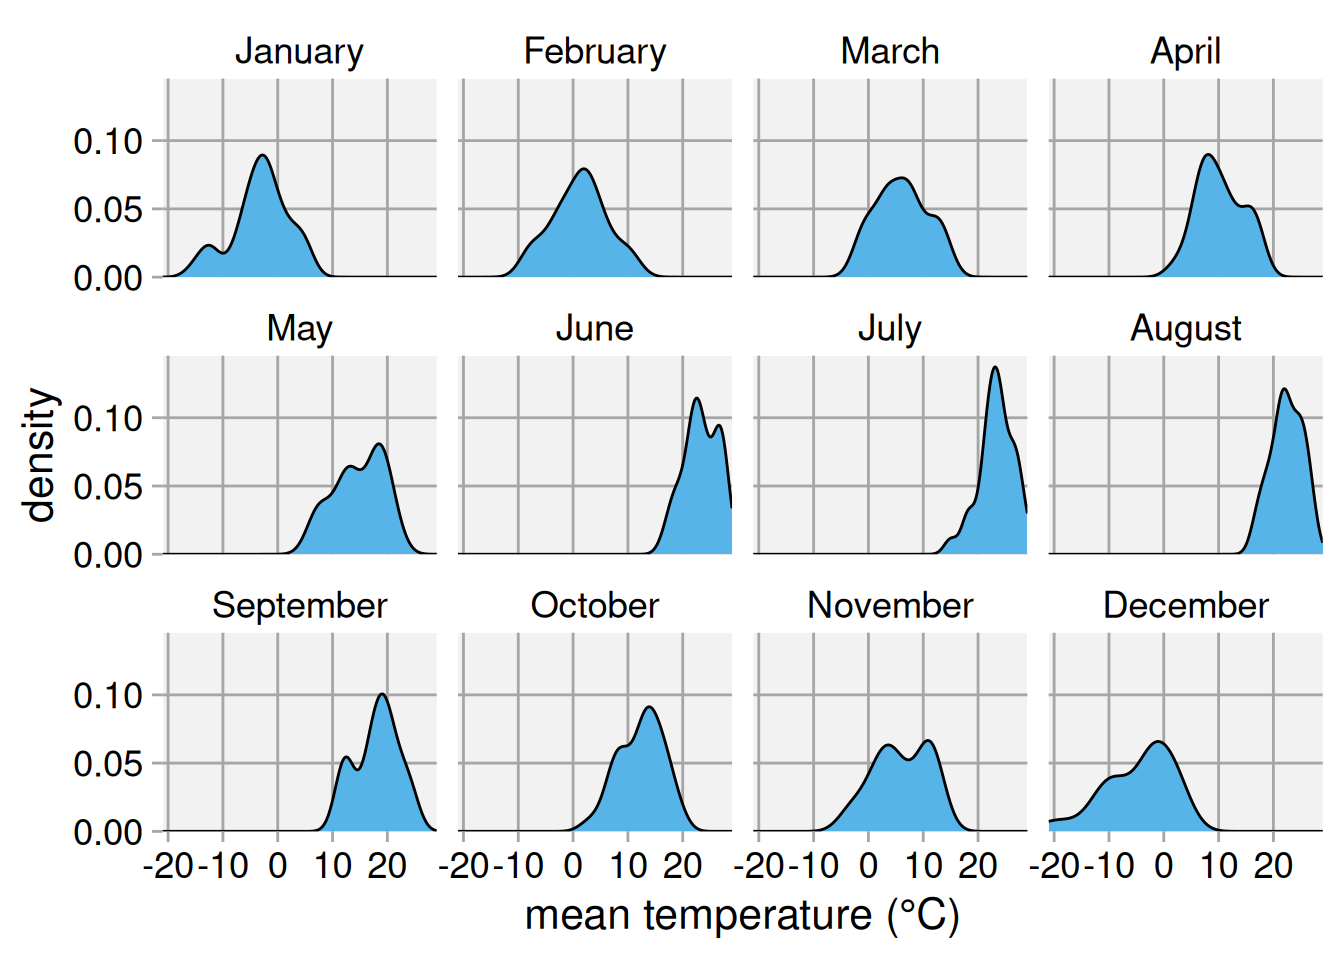 January February March April
0.10
0.05
0.00
May June July August
0.10
0.05
0.00
density
September October November December
0.10
0.05
0.00
-20 -10 0 10 20 -20 -10 0 10 20 -20 -10 0 10 20 -20 -10 0 10 20
mean temperature (°C)